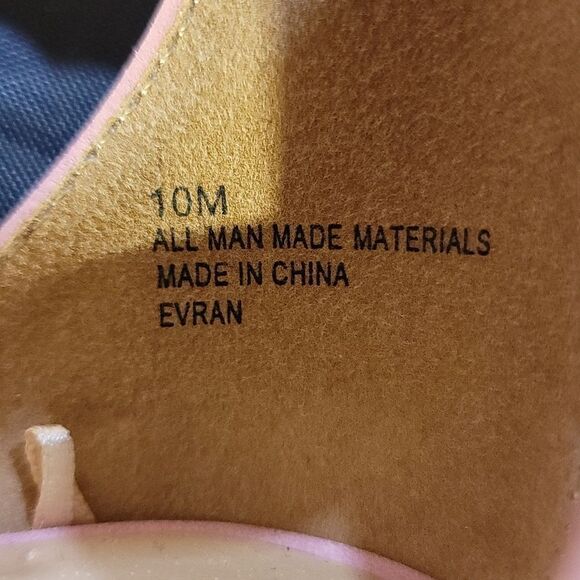 10M
ALL MAN MADE MATERIALS
MADE IN CHINA
EVRAN